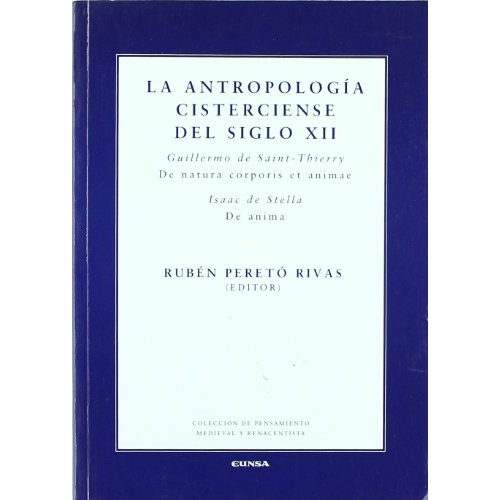 LA ANTROPOLOGÍA
CISTERCIENSE
DEL SIGLO XII
Guillermo de Saint-Thierry
De natura corporis et animae
Isaac de Stella
De anima
RUBÉN PERETÓ RIVAS
(EDITOR)
COLECCIÓN DE PENSAMIENTO
MEDIEVAL Y RENACENTISTA
EUNSA